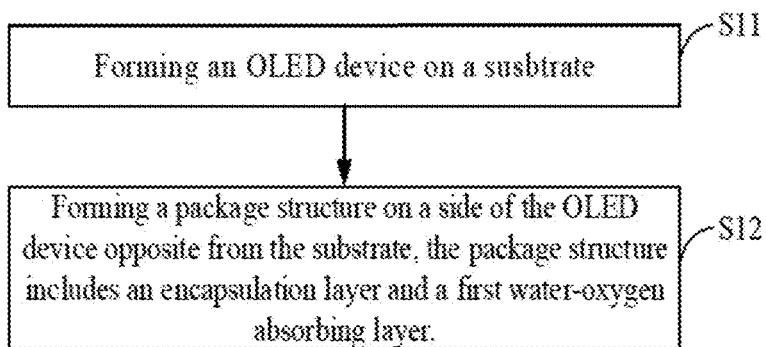 S11
Forming an OLED device on a susbtrate
Forming a package structure on a side of the OLED
device opposite from the substrate, the package structure
includes an encapsulation layer and a first water-oxygen
absorbing layer.
S12